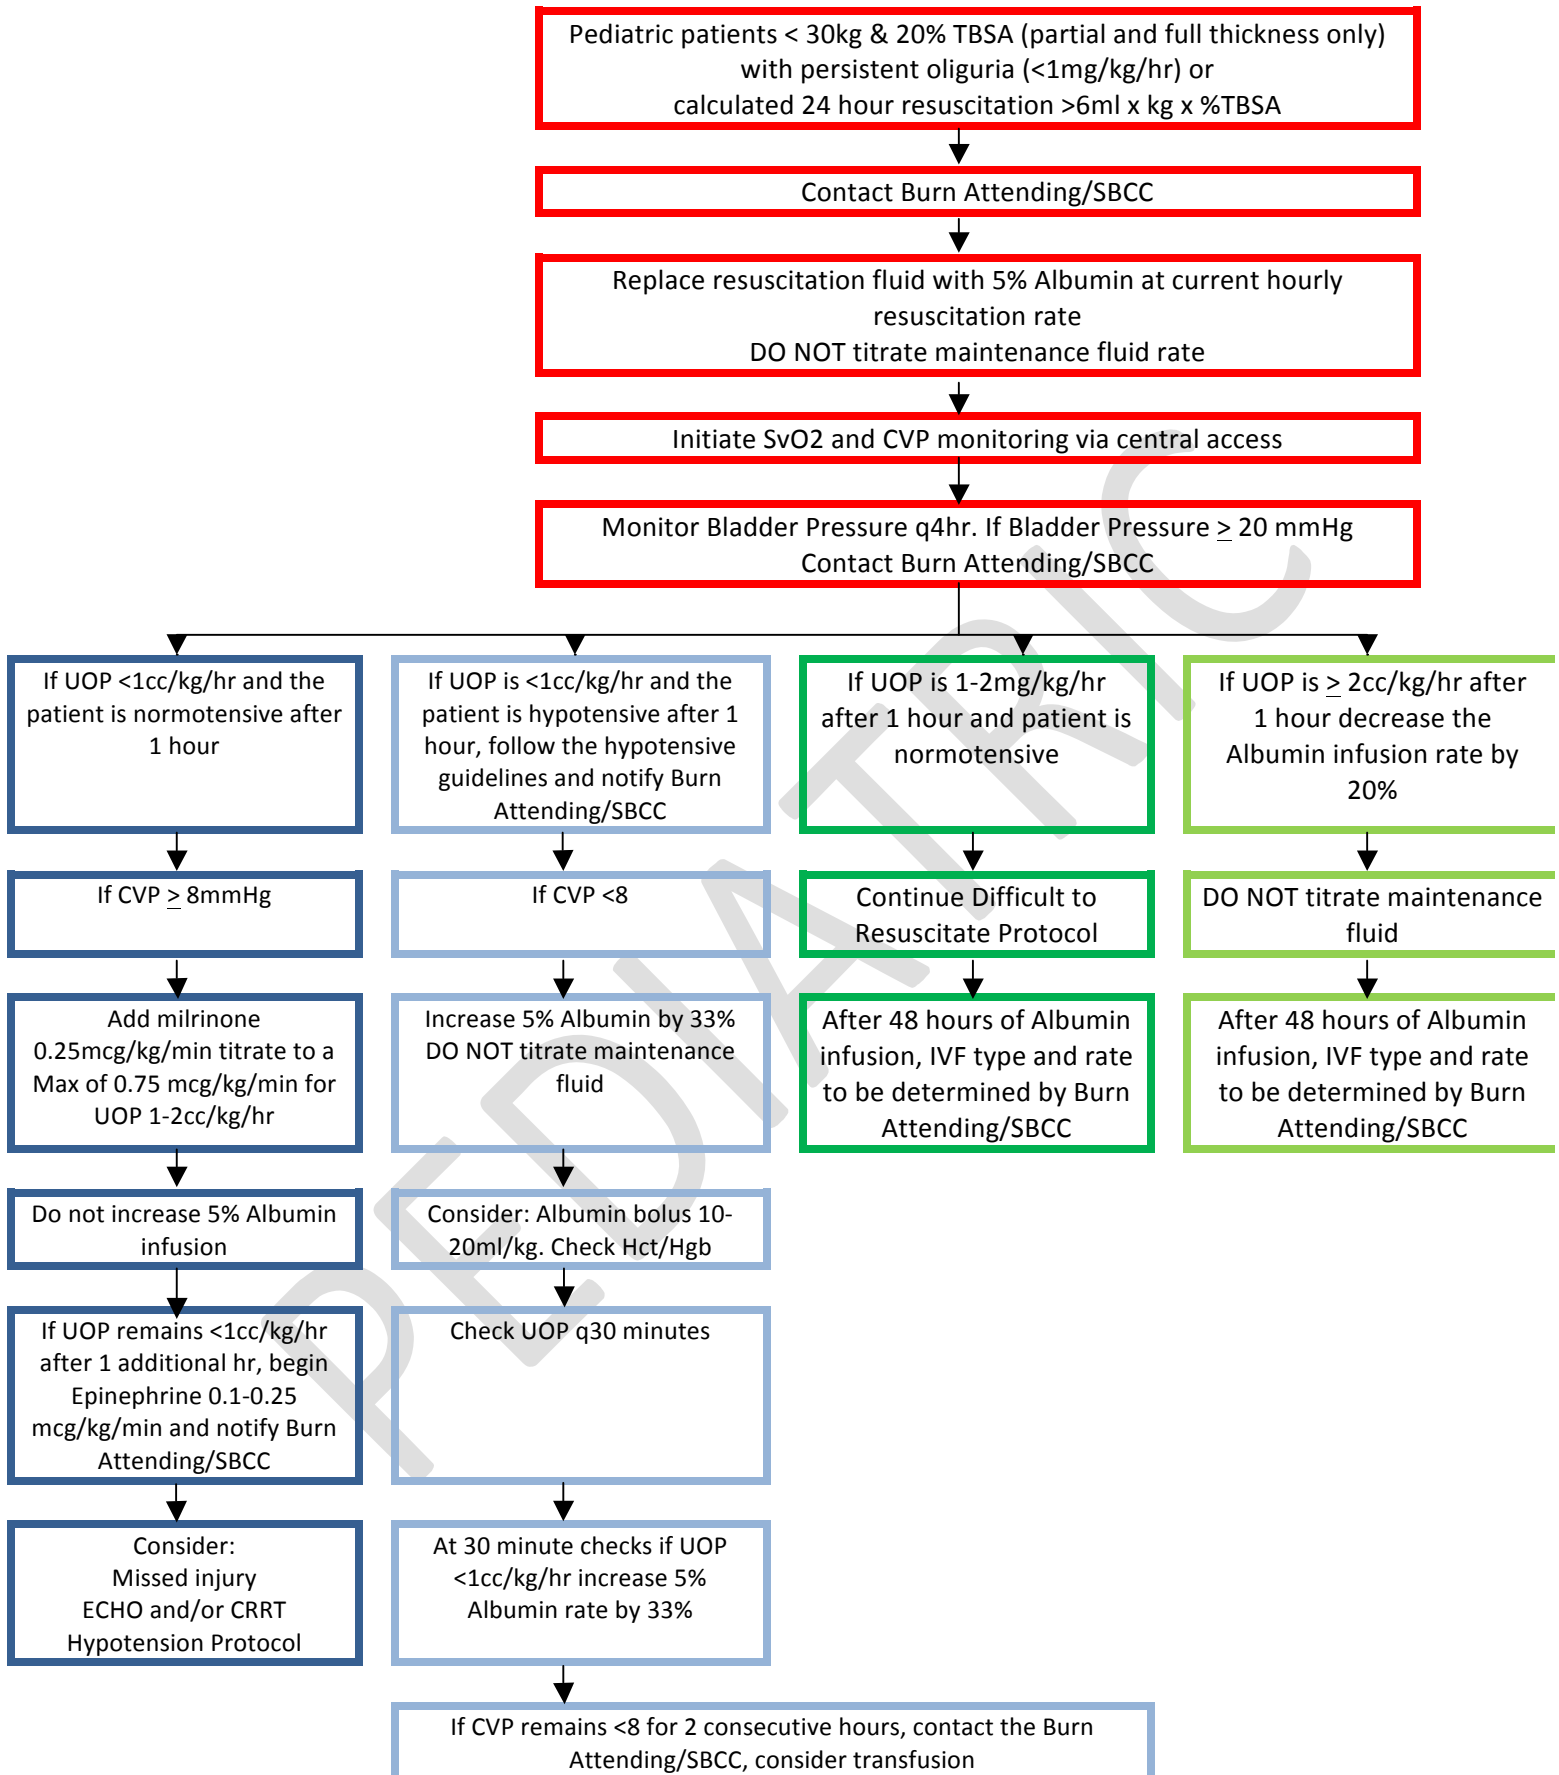 Pediatric patients < 30kg & 20% TBSA (partial and full thickness only)
with persistent oliguria (<1mg/kg/hr) or
calculated 24 hour resuscitation >6ml x kg x %TBSA
Contact Burn Attending/SBCC
Replace resuscitation fluid with 5% Albumin at current hourly
resuscitation rate
DO NOT titrate maintenance fluid rate
Initiate SvO2 and CVP monitoring via central access
Monitor Bladder Pressure q4hr. If Bladder Pressure ≥ 20 mmHg
Contact Burn Attending/SBCC
If UOP <1cc/kg/hr and the
patient is normotensive after
1 hour
If CVP ≥ 8mmHg
Add milrinone
0.25mcg/kg/min titrate to a
Max of 0.75 mcg/kg/min for
UOP 1-2cc/kg/hr
Do not increase 5% Albumin
infusion
If UOP remains <1cc/kg/hr
after 1 additional hr, begin
Epinephrine 0.1-0.25
mcg/kg/min and notify Burn
Attending/SBCC
Consider:
Missed injury
ECHO and/or CRRT
Hypotension Protocol
If UOP is <1cc/kg/hr and the
patient is hypotensive after 1
hour, follow the hypotensive
guidelines and notify Burn
Attending/SBCC
If CVP <8
Increase 5% Albumin by 33%
DO NOT titrate maintenance
fluid
Consider: Albumin bolus 10-
20ml/kg. Check Hct/Hgb
Check UOP q30 minutes
At 30 minute checks if UOP
<1cc/kg/hr increase 5%
Albumin rate by 33%
If CVP remains <8 for 2 consecutive hours, contact the Burn
Attending/SBCC, consider transfusion
If UOP is 1-2mg/kg/hr
after 1 hour and patient is
normotensive
Continue Difficult to
Resuscitate Protocol
After 48 hours of Albumin
infusion, IVF type and rate
to be determined by Burn
Attending/SBCC
If UOP is ≥ 2cc/kg/hr after
1 hour decrease the
Albumin infusion rate by
20%
DO NOT titrate maintenance
fluid
After 48 hours of Albumin
infusion, IVF type and rate
to be determined by Burn
Attending/SBCC
PEDIATRIC